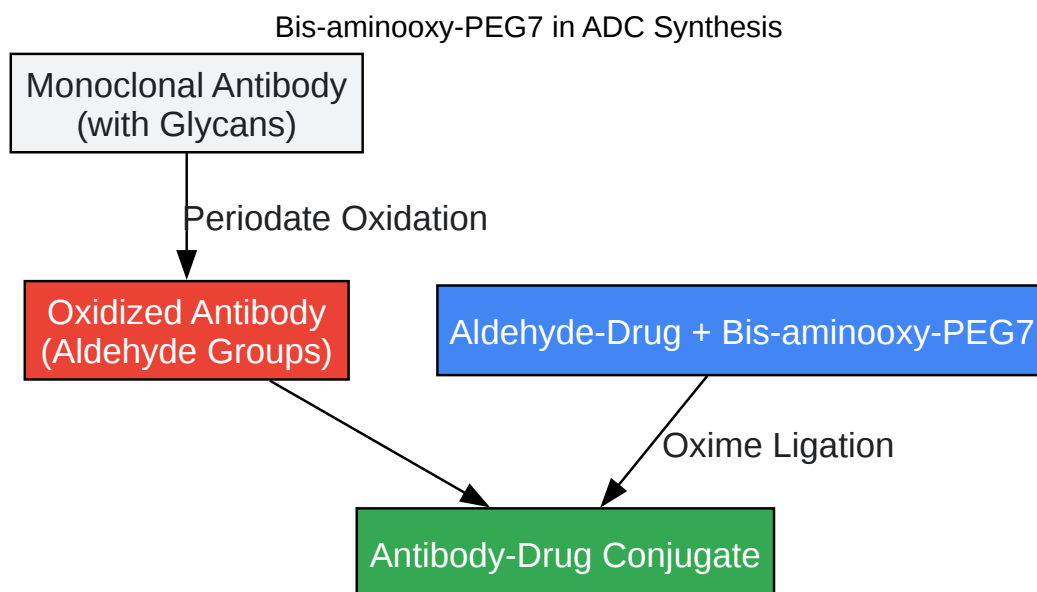 Bis-aminooxy-PEG7 in ADC Synthesis
Monoclonal Antibody
(with Glycans)
Periodate Oxidation
Oxidized Antibody
(Aldehyde Groups)
Aldehyde-Drug + Bis-aminooxy-PEG7
Oxime Ligation
Antibody-Drug Conjugate